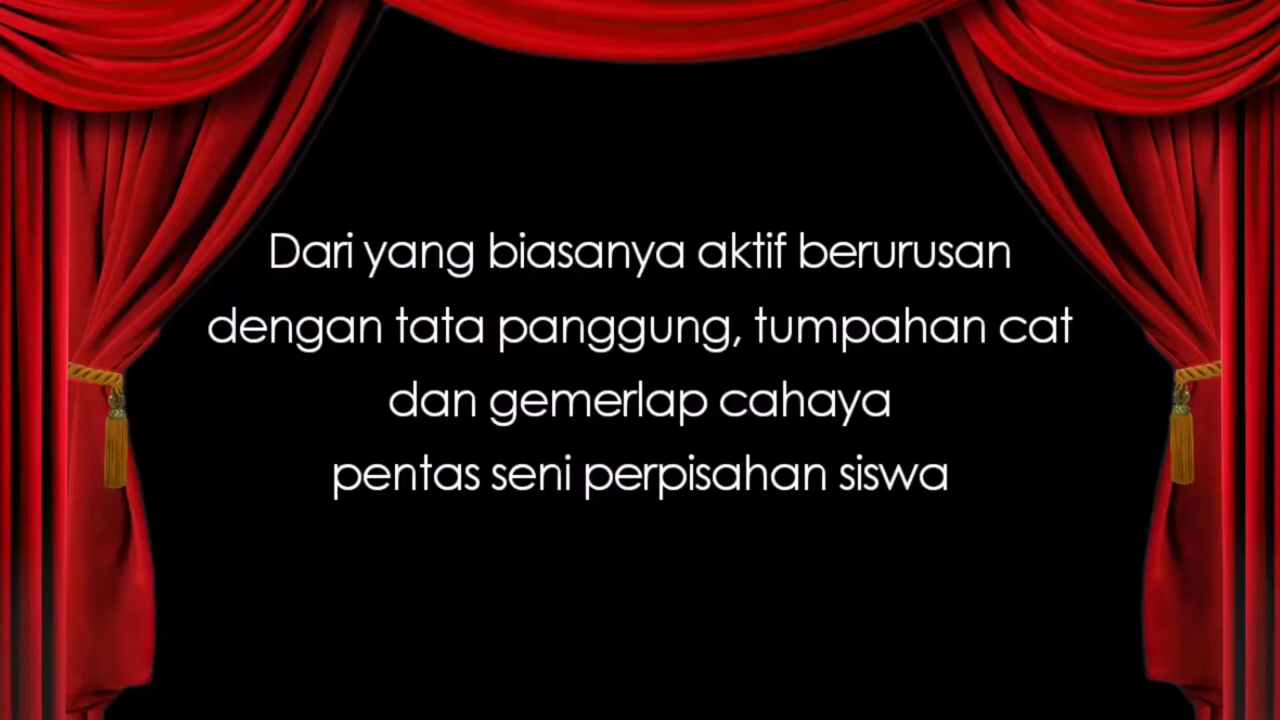 Dari yang biasanya aktif berurusan
dengan tata panggung, tumpahan cat
dan gemerlap cahaya
pentas seni perpisahan siswa